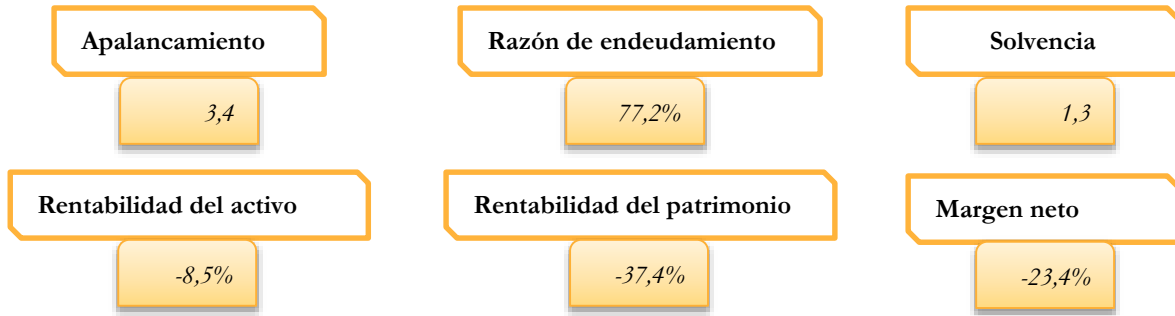 Apalancamiento
3,4
Razón de endeudamiento
77,2%
Solvencia
1,3
Rentabilidad del activo
-8,5%
Rentabilidad del patrimonio
-37,4%
Margen neto
-23,4%